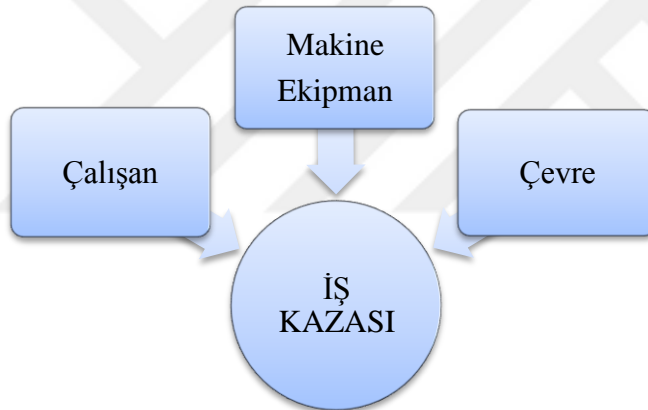 Makine
Ekipman
Çalışan
Çevre
İŞ
KAZASI